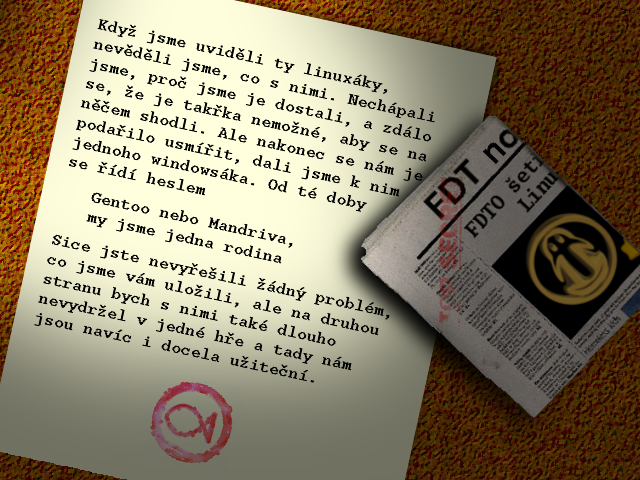 Když jsme uviděli ty linuxáky,
nevěděli jsme, co s nimi. Nechápali
jsme, proč jsme je dostali, a zdálo
se, že je takřka nemožné, aby se na
něčem shodli. Ale nakonec se nám je
podařilo usmířit, dali jsme k nim
jednoho windowsáka. Od té doby
se řídí heslem
Gentoo nebo Mandriva,
my jsme jedna rodina
Sice jste nevyřešili žádný problém,
co jsme vám uložili, ale na druhou
stranu bych s nimi také dlouho
nevydržel v jedné hře a tady nám
jsou navíc i docela užiteční.
FDT no
FDTO šetř
Linu
TOP